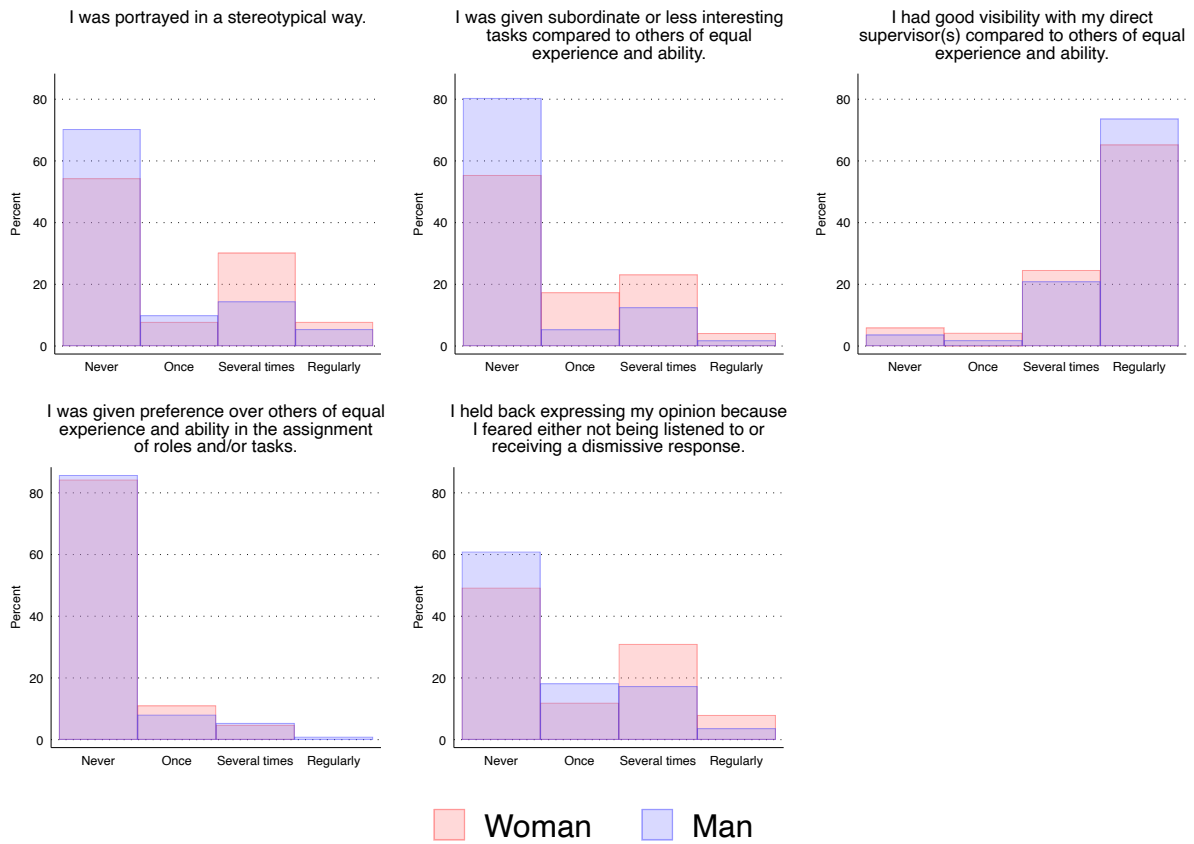 I was portrayed in a stereotypical way.
80
60
40
20
0
Percent
Never Once Several times Regularly
I was given subordinate or less interesting
tasks compared to others of equal
experience and ability.
80
60
40
20
0
Percent
Never Once Several times Regularly
I had good visibility with my direct
supervisor(s) compared to others of equal
experience and ability.
80
60
40
20
0
Percent
Never Once Several times Regularly
I was given preference over others of equal
experience and ability in the assignment
of roles and/or tasks.
80
60
40
20
0
Percent
Never Once Several times Regularly
I held back expressing my opinion because
I feared either not being listened to or
receiving a dismissive response.
80
60
40
20
0
Percent
Never Once Several times Regularly
Woman Man